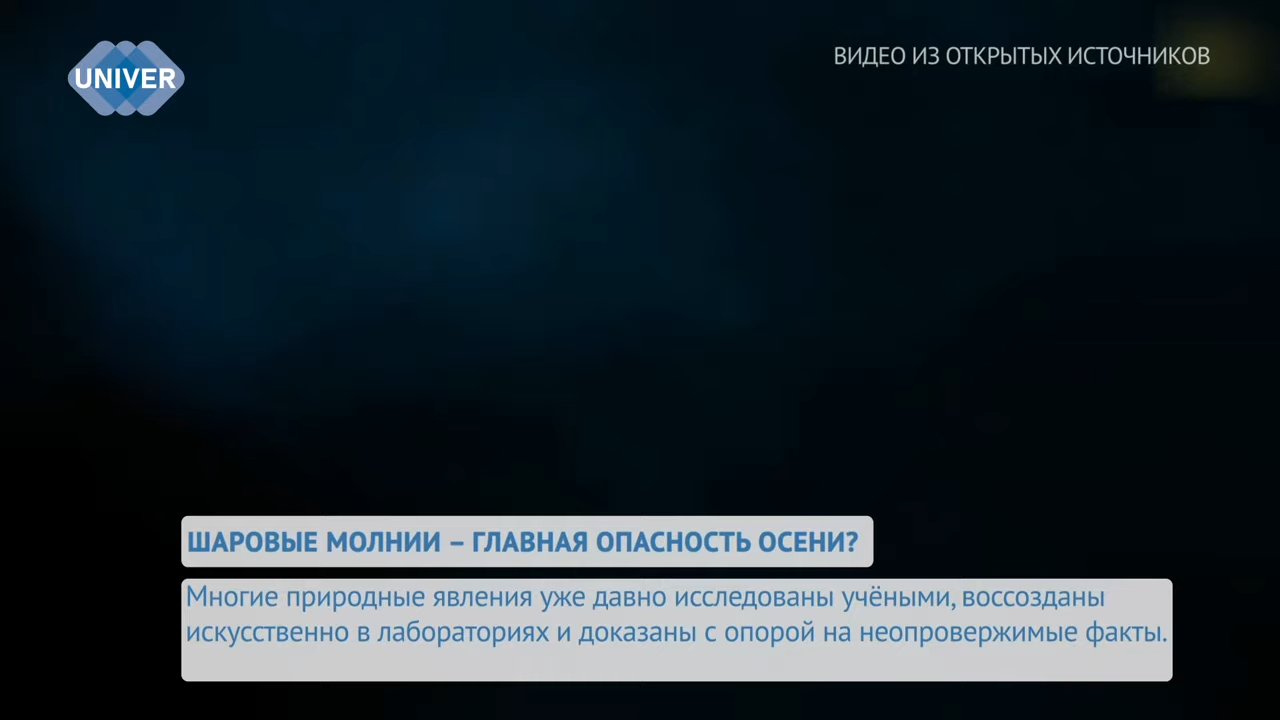 UNIVER
ВИДЕО ИЗ ОТКРЫТЫХ ИСТОЧНИКОВ
ШАРОВЫЕ МОЛНИИ – ГЛАВНАЯ ОПАСНОСТЬ ОСЕНИ?
Многие природные явления уже давно исследованы учёными, воссозданы
искусственно в лабораториях и доказаны с опорой на неопровержимые факты.